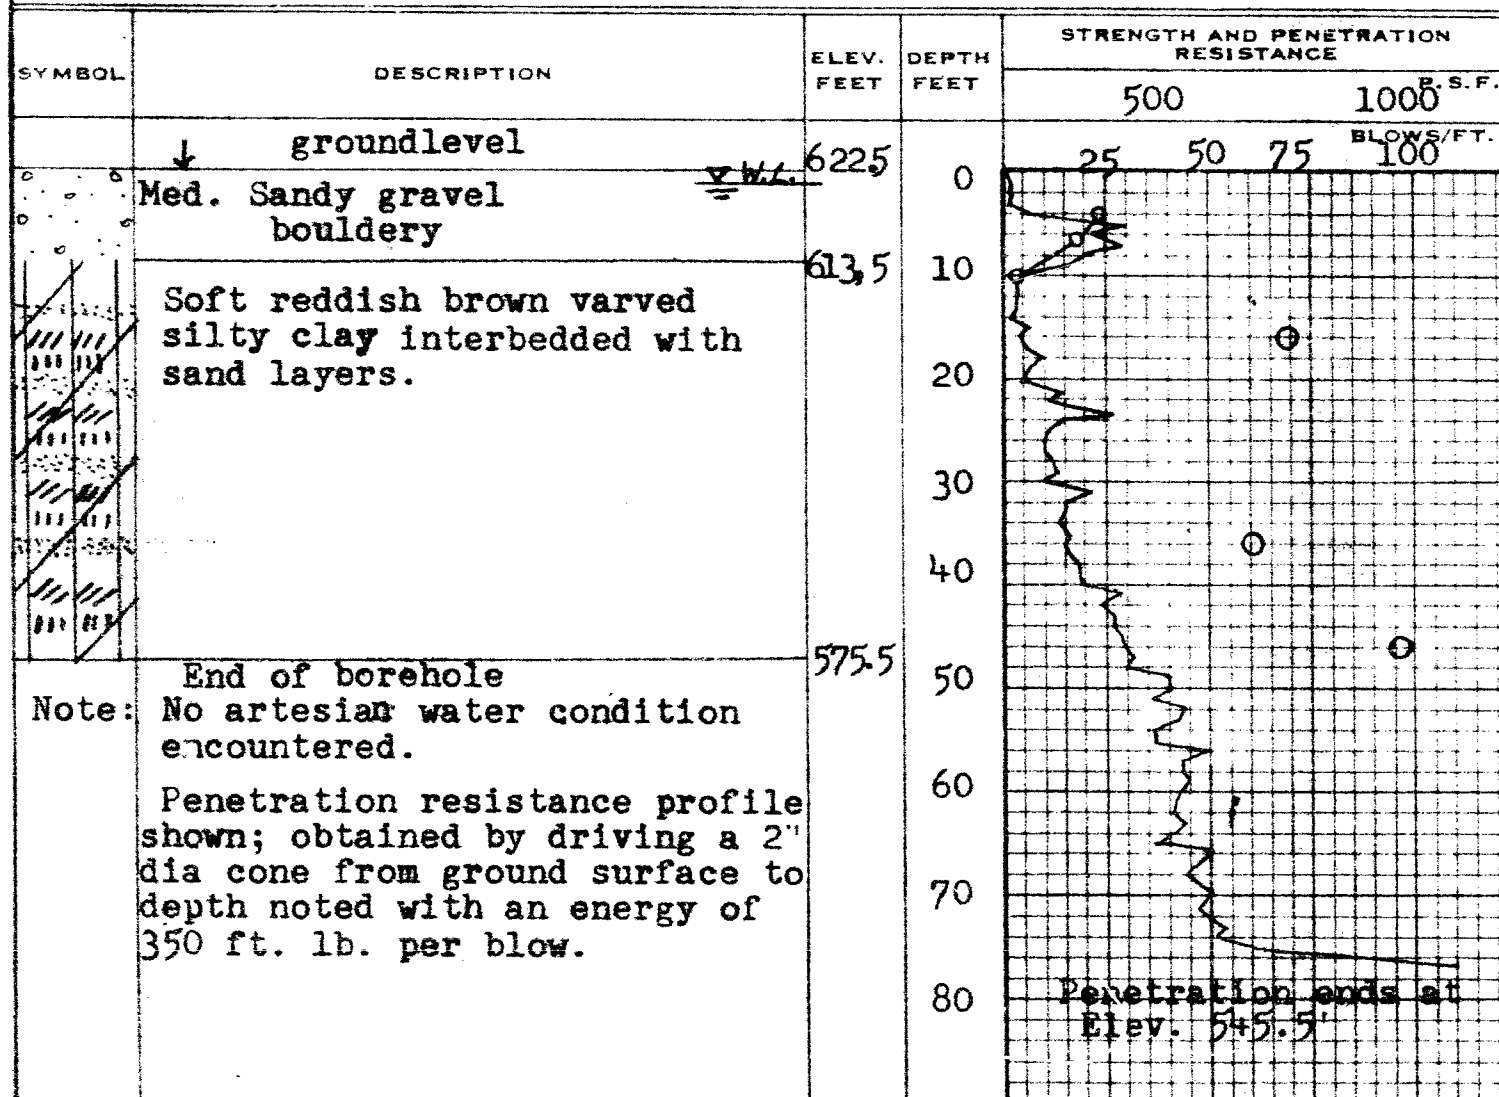 SYMBOL
DESCRIPTION
ELEV.
FEET
DEPTH
FEET
STRENGTH AND PENETRATION
RESISTANCE
500 1000 P.S.F.
BLOWS/FT.
25 50 75 100
groundlevel
622.5
W.L.
Med. Sandy gravel
bouldery
613.5
Soft reddish brown varved
silty clay interbedded with
sand layers.
575.5
End of borehole
Note: No artesian water condition
encountered.
Penetration resistance profile
shown; obtained by driving a 2"
dia cone from ground surface to
depth noted with an energy of
350 ft. lb. per blow.
0
10
20
30
40
50
60
70
80
Penetration ends at
Elev. 545.5'